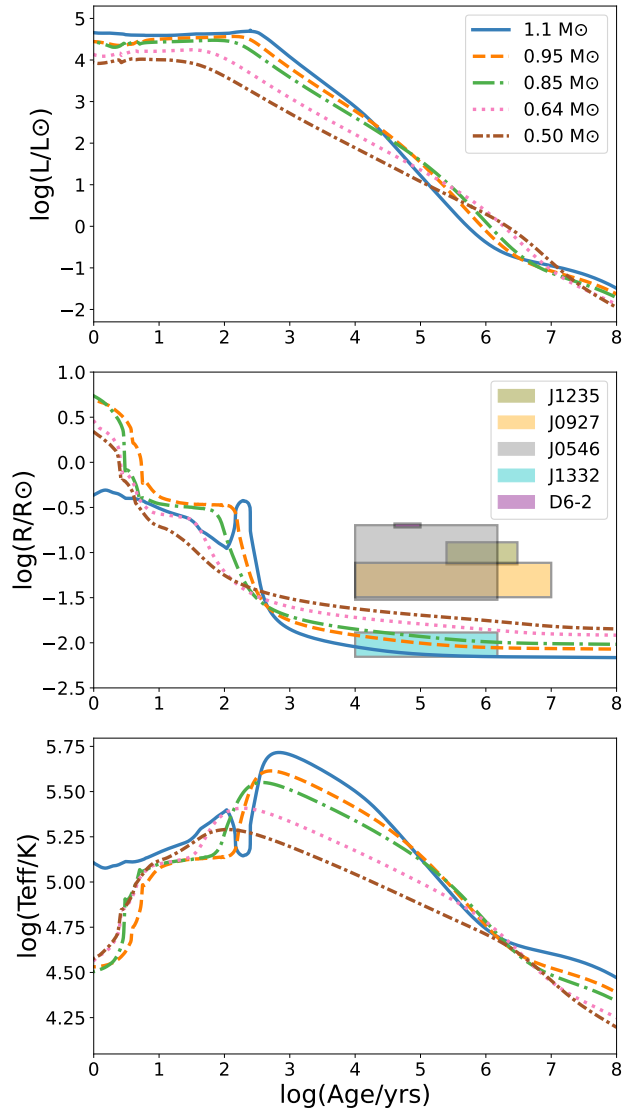 5
4
3
2
1
0
−1
−2
log(L/L⊙)
1.1 M⊙
0.95 M⊙
0.85 M⊙
0.64 M⊙
0.50 M⊙
0 1 2 3 4 5 6 7 8
1.0
0.5
0.0
−0.5
−1.0
−1.5
−2.0
−2.5
log(R/R⊙)
J1235
J0927
J0546
J1332
D6-2
0 1 2 3 4 5 6 7 8
5.75
5.50
5.25
5.00
4.75
4.50
4.25
log(Teff/K)
0 1 2 3 4 5 6 7 8
log(Age/yrs)